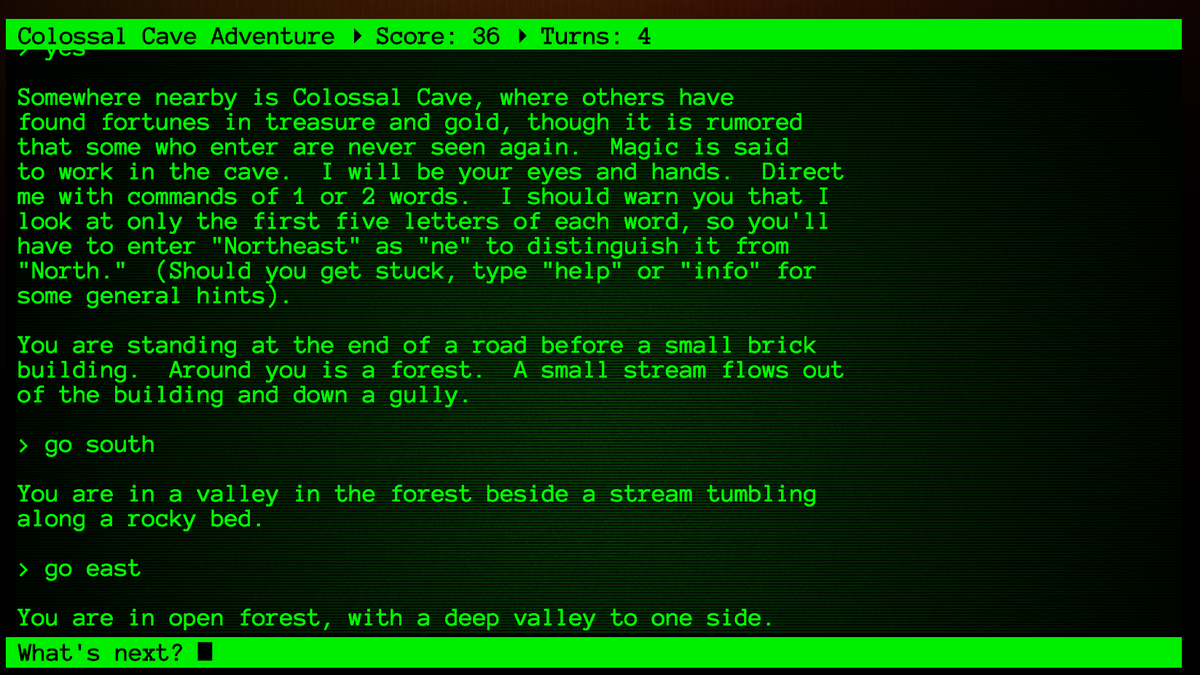 Colossal Cave Adventure ‣ Score: 36 ‣ Turns: 4
> yes
Somewhere nearby is Colossal Cave, where others have
found fortunes in treasure and gold, though it is rumored
that some who enter are never seen again.  Magic is said
to work in the cave.  I will be your eyes and hands.  Direct
me with commands of 1 or 2 words.  I should warn you that I
look at only the first five letters of each word, so you'll
have to enter "Northeast" as "ne" to distinguish it from
"North."  (Should you get stuck, type "help" or "info" for
some general hints).
You are standing at the end of a road before a small brick
building.  Around you is a forest.  A small stream flows out
of the building and down a gully.
> go south
You are in a valley in the forest beside a stream tumbling
along a rocky bed.
> go east
You are in open forest, with a deep valley to one side.
What's next?